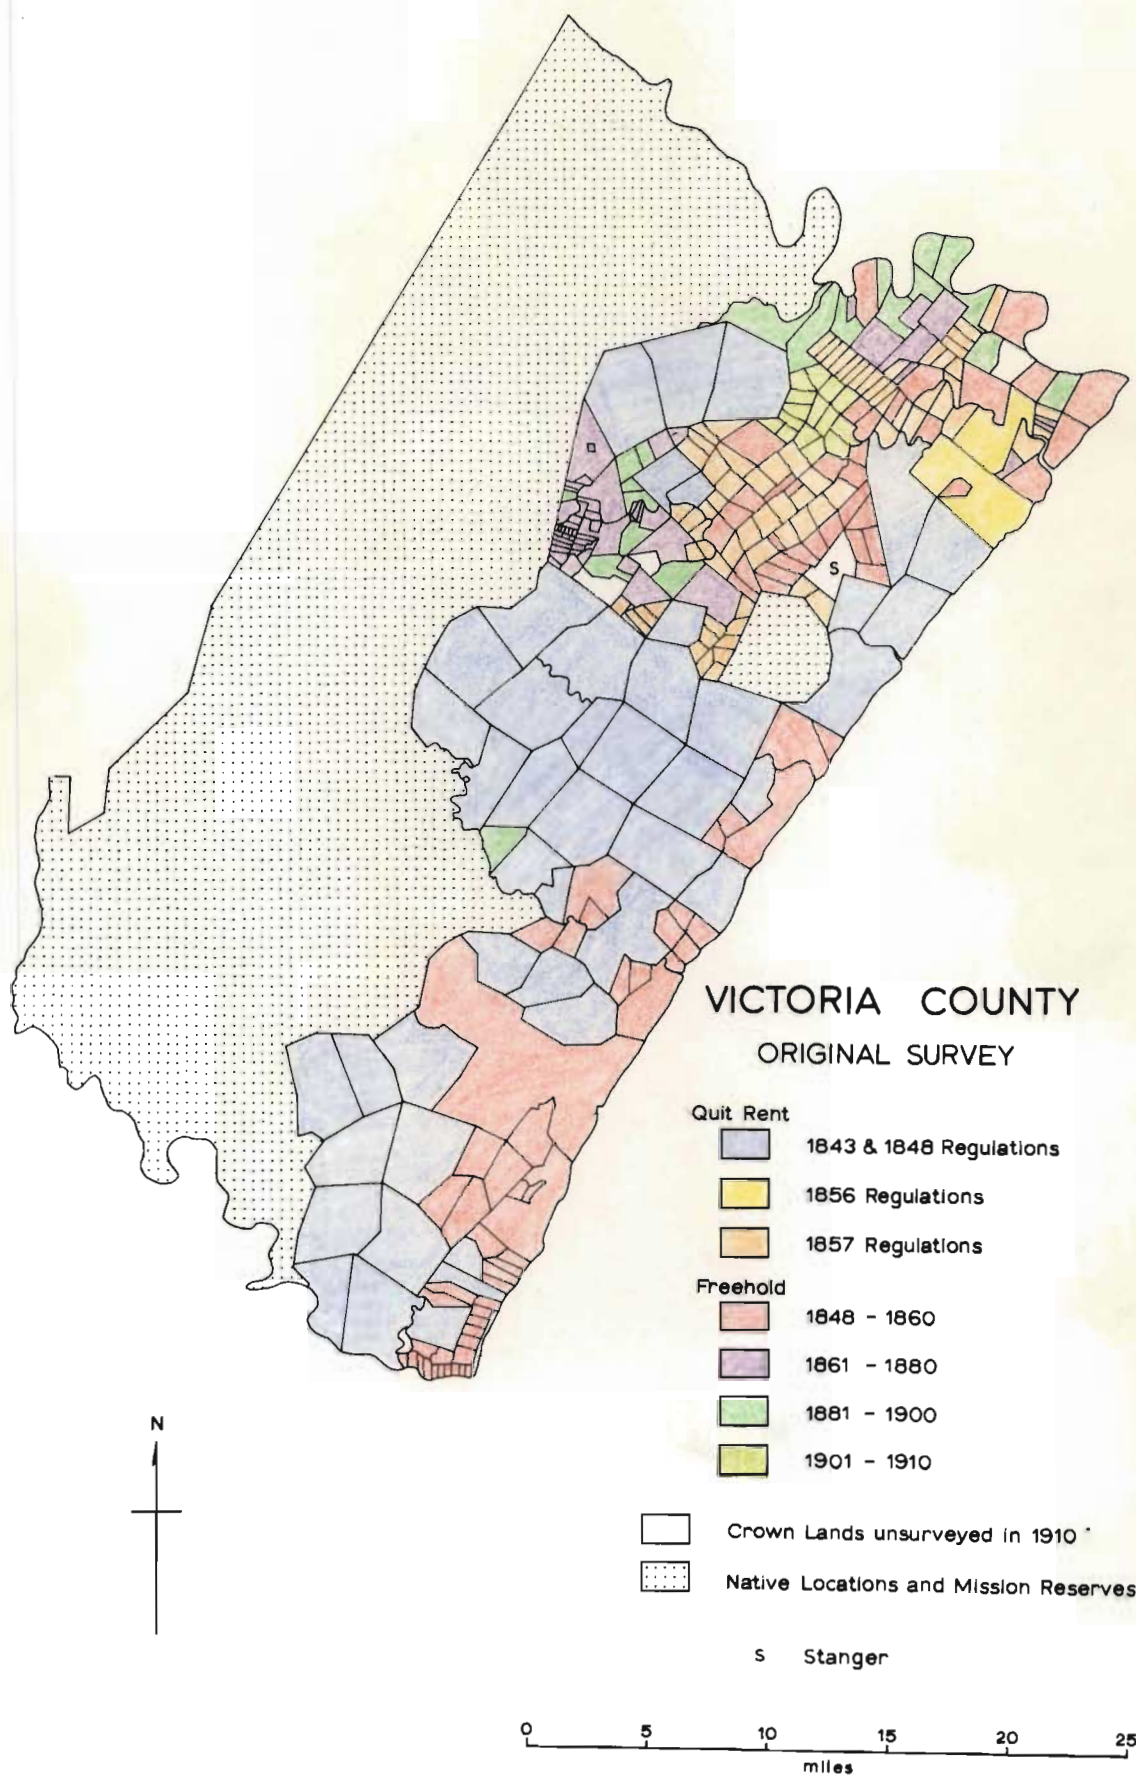 S
VICTORIA COUNTY
ORIGINAL SURVEY
Quit Rent
1843 & 1848 Regulations
1856 Regulations
1857 Regulations
Freehold
1848 - 1860
1861 - 1880
1881 - 1900
1901 - 1910
N
Crown Lands unsurveyed in 1910
Native Locations and Mission Reserves
S Stanger
0 5 10 15 20 25
miles